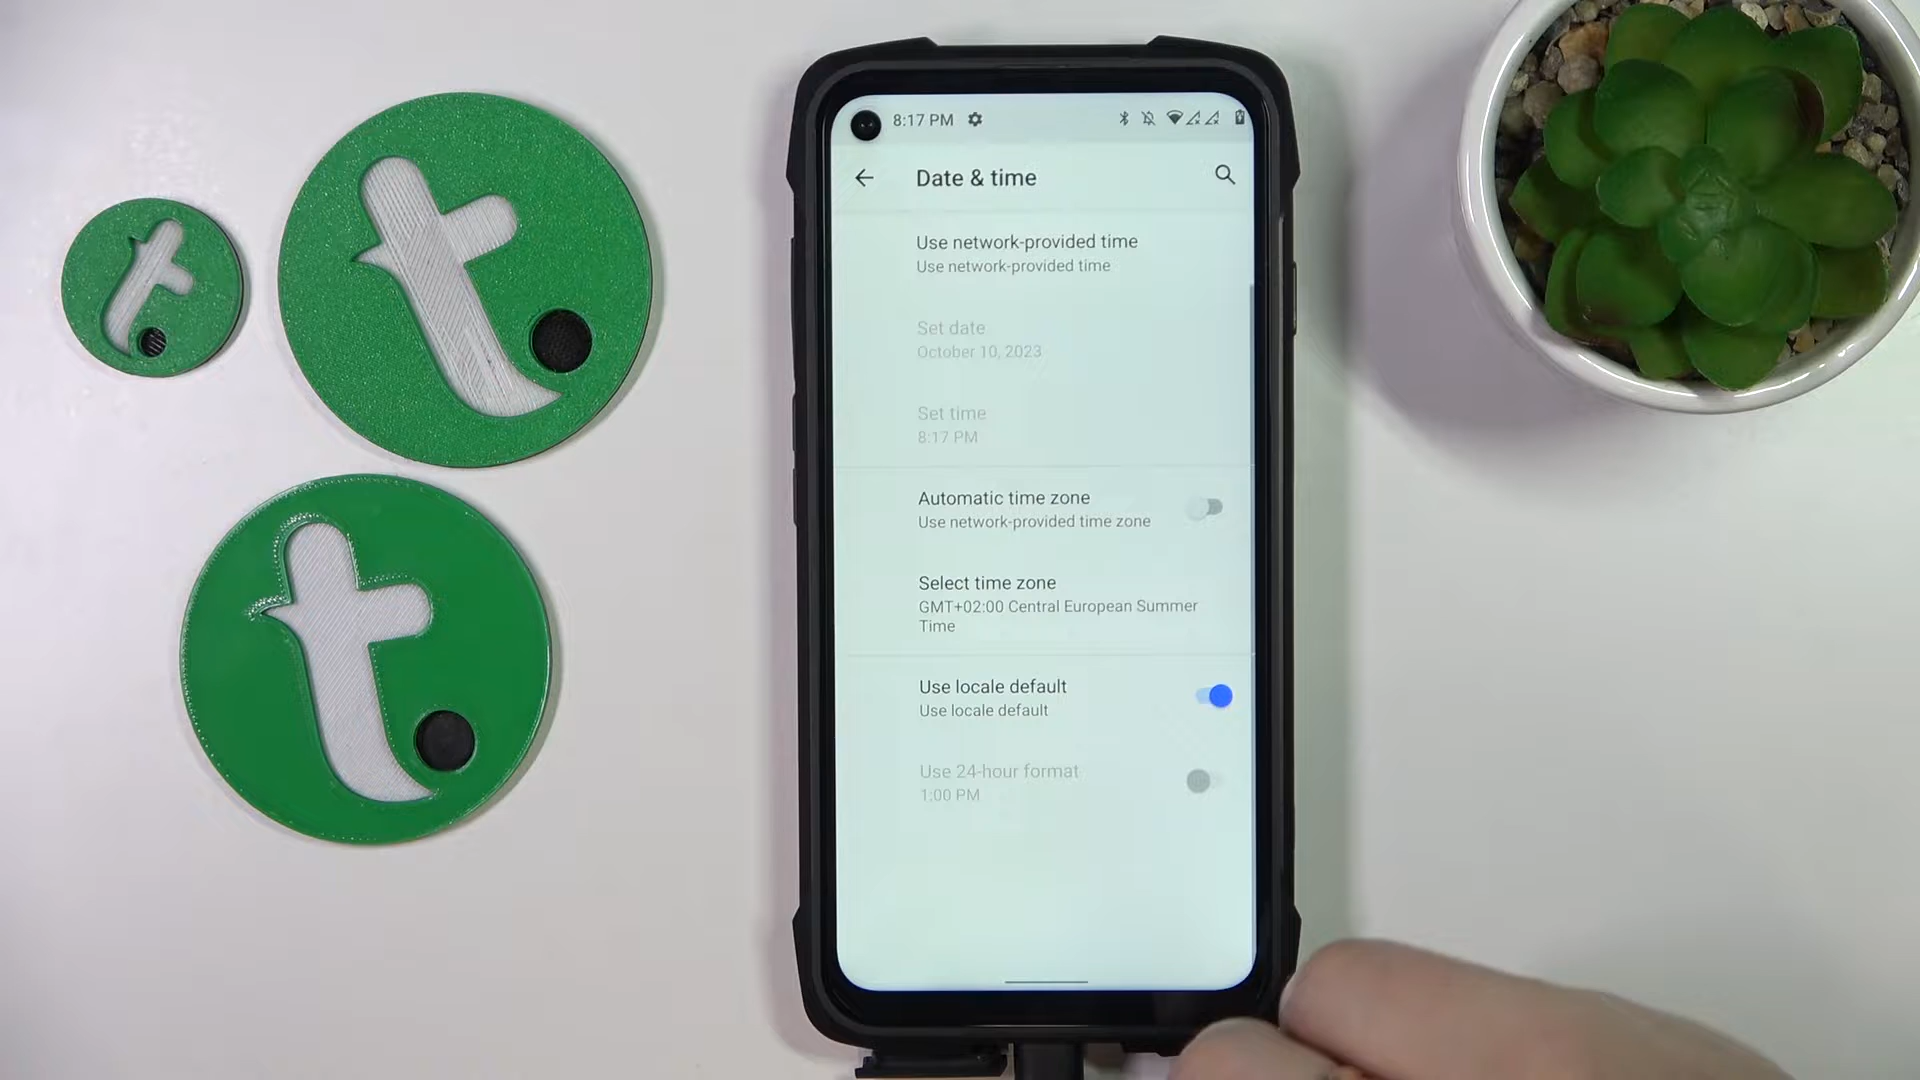 8:17 PM
Date & time
Use network-provided time
Use network-provided time
Set date
October 10, 2023
Set time
8:17 PM
Automatic time zone
Use network-provided time zone
Select time zone
GMT+02:00 Central European Summer
Time
Use locale default
Use locale default
Use 24-hour format
1:00 PM
t.
t.
t.